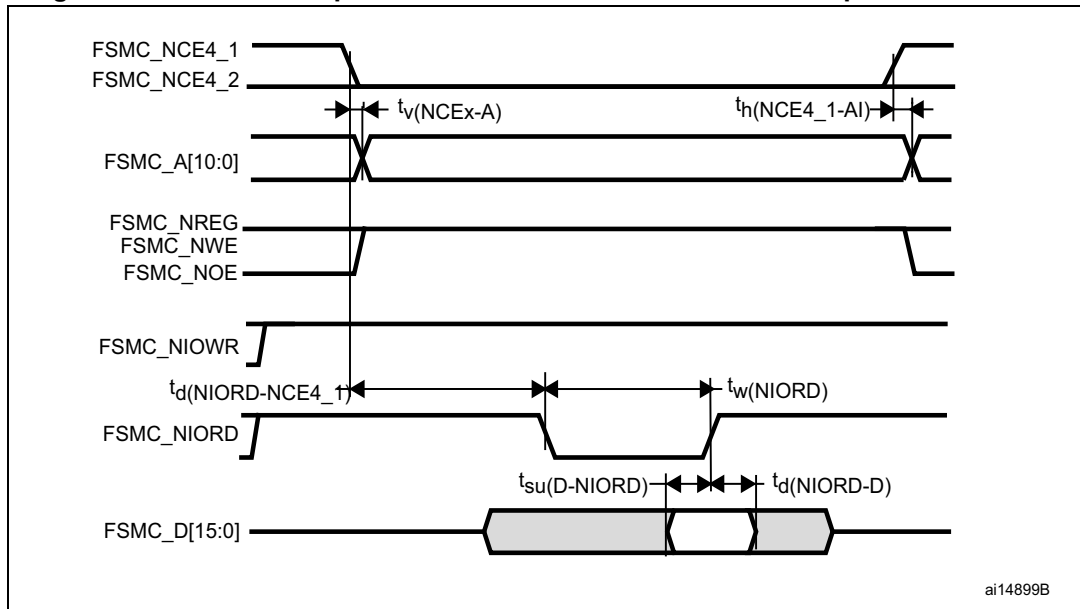 FSMC_NCE4_1
FSMC_NCE4_2
tv(NCEx-A)
th(NCE4_1-AI)
FSMC_A[10:0]
FSMC_NREG
FSMC_NWE
FSMC_NOE
FSMC_NIOWR
td(NIORD-NCE4_1)
tw(NIORD)
FSMC_NIORD
tsu(D-NIORD)
td(NIORD-D)
FSMC_D[15:0]
ai14899B